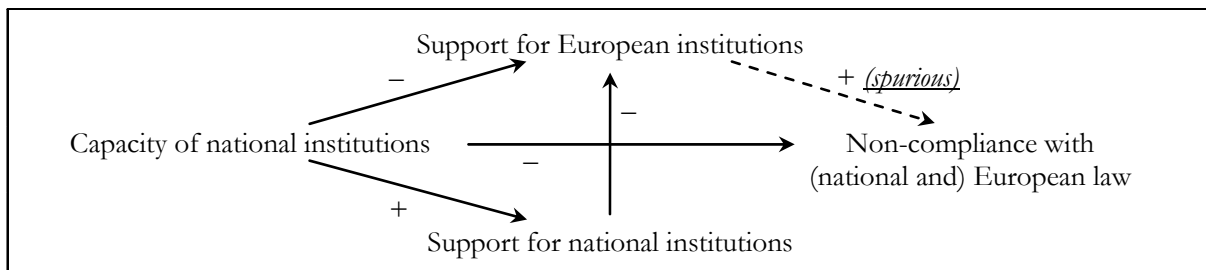 Support for European institutions
+ (spurious)
–
–
Capacity of national institutions
–
Non-compliance with
(national and) European law
+
Support for national institutions